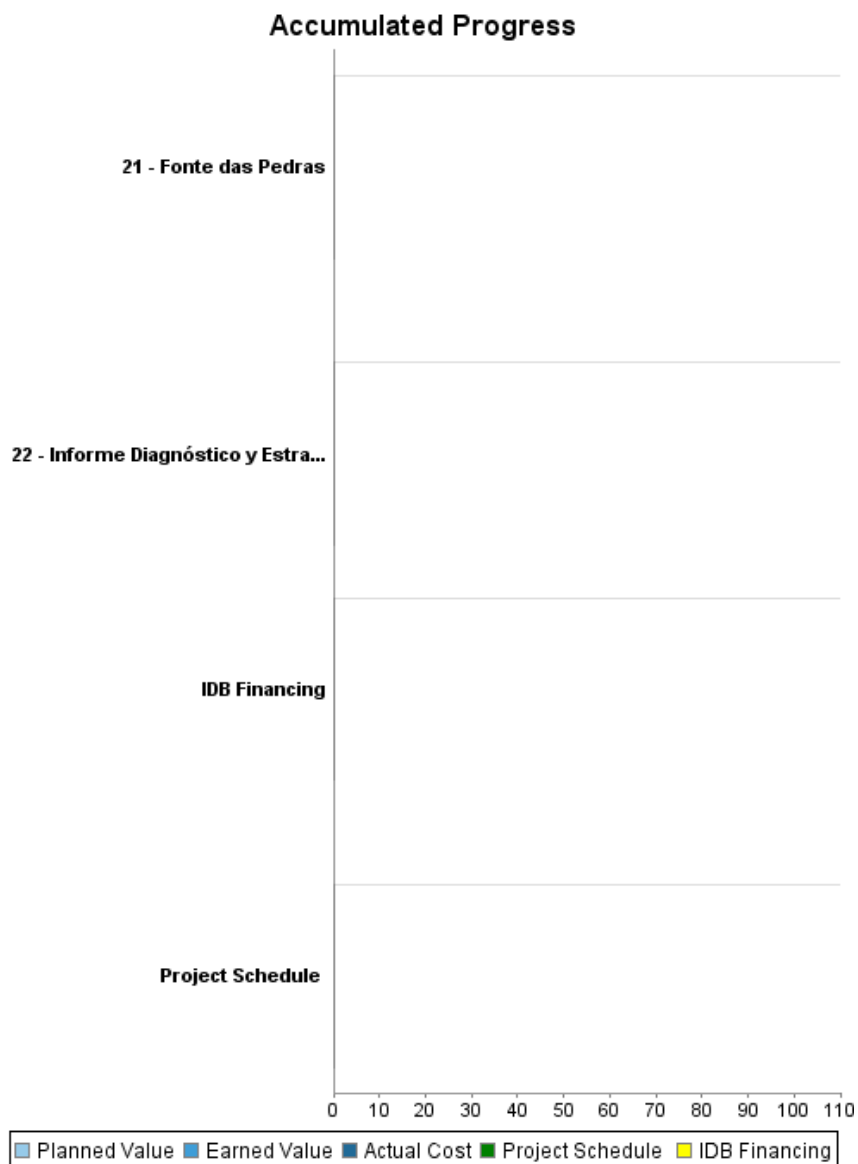 Accumulated Progress
21 - Fonte das Pedras
22 - Informe Diagnóstico y Estra...
IDB Financing
Project Schedule
0 10 20 30 40 50 60 70 80 90 100 110
Planned Value Earned Value Actual Cost Project Schedule IDB Financing